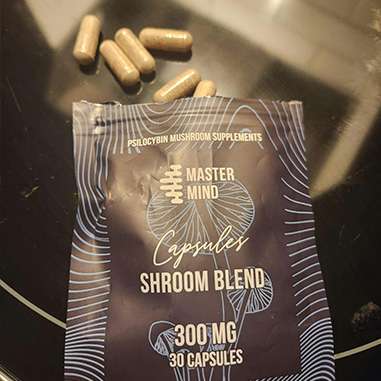 PSILOCYBIN MUSHROOM SUPPLEMENTS
MASTER
MIND
Capsules
SHROOM BLEND
300 MG
30 CAPSULES